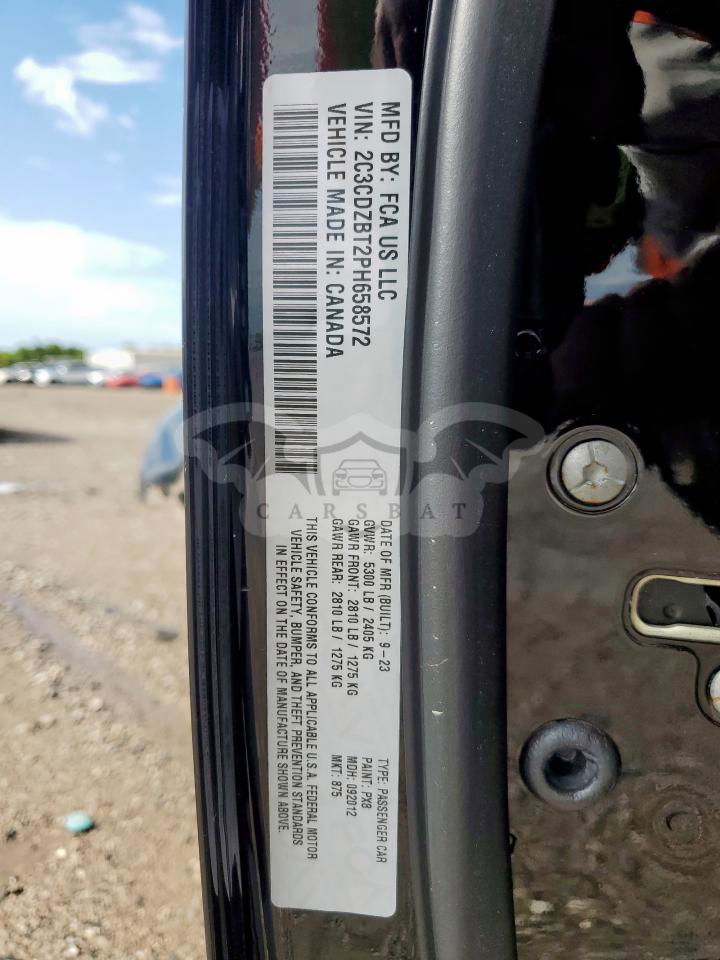 MFD BY: FCA US LLC
VIN: 2C3CDZBT2PH658572
VEHICLE MADE IN: CANADA
DATE OF MFR (BUILT): 9-23
GVWR: 5300 LB / 2405 KG
GAWR FRONT: 2810 LB / 1275 KG
GAWR REAR: 2810 LB / 1275 KG
THIS VEHICLE CONFORMS TO ALL APPLICABLE U.S.A. FEDERAL MOTOR
VEHICLE SAFETY, BUMPER, AND THEFT PREVENTION STANDARDS
IN EFFECT ON THE DATE OF MANUFACTURE SHOWN ABOVE.
TYPE: PASSENGER CAR
PAINT: PX8
MDH: 092012
MKT: 875
CARSBAT